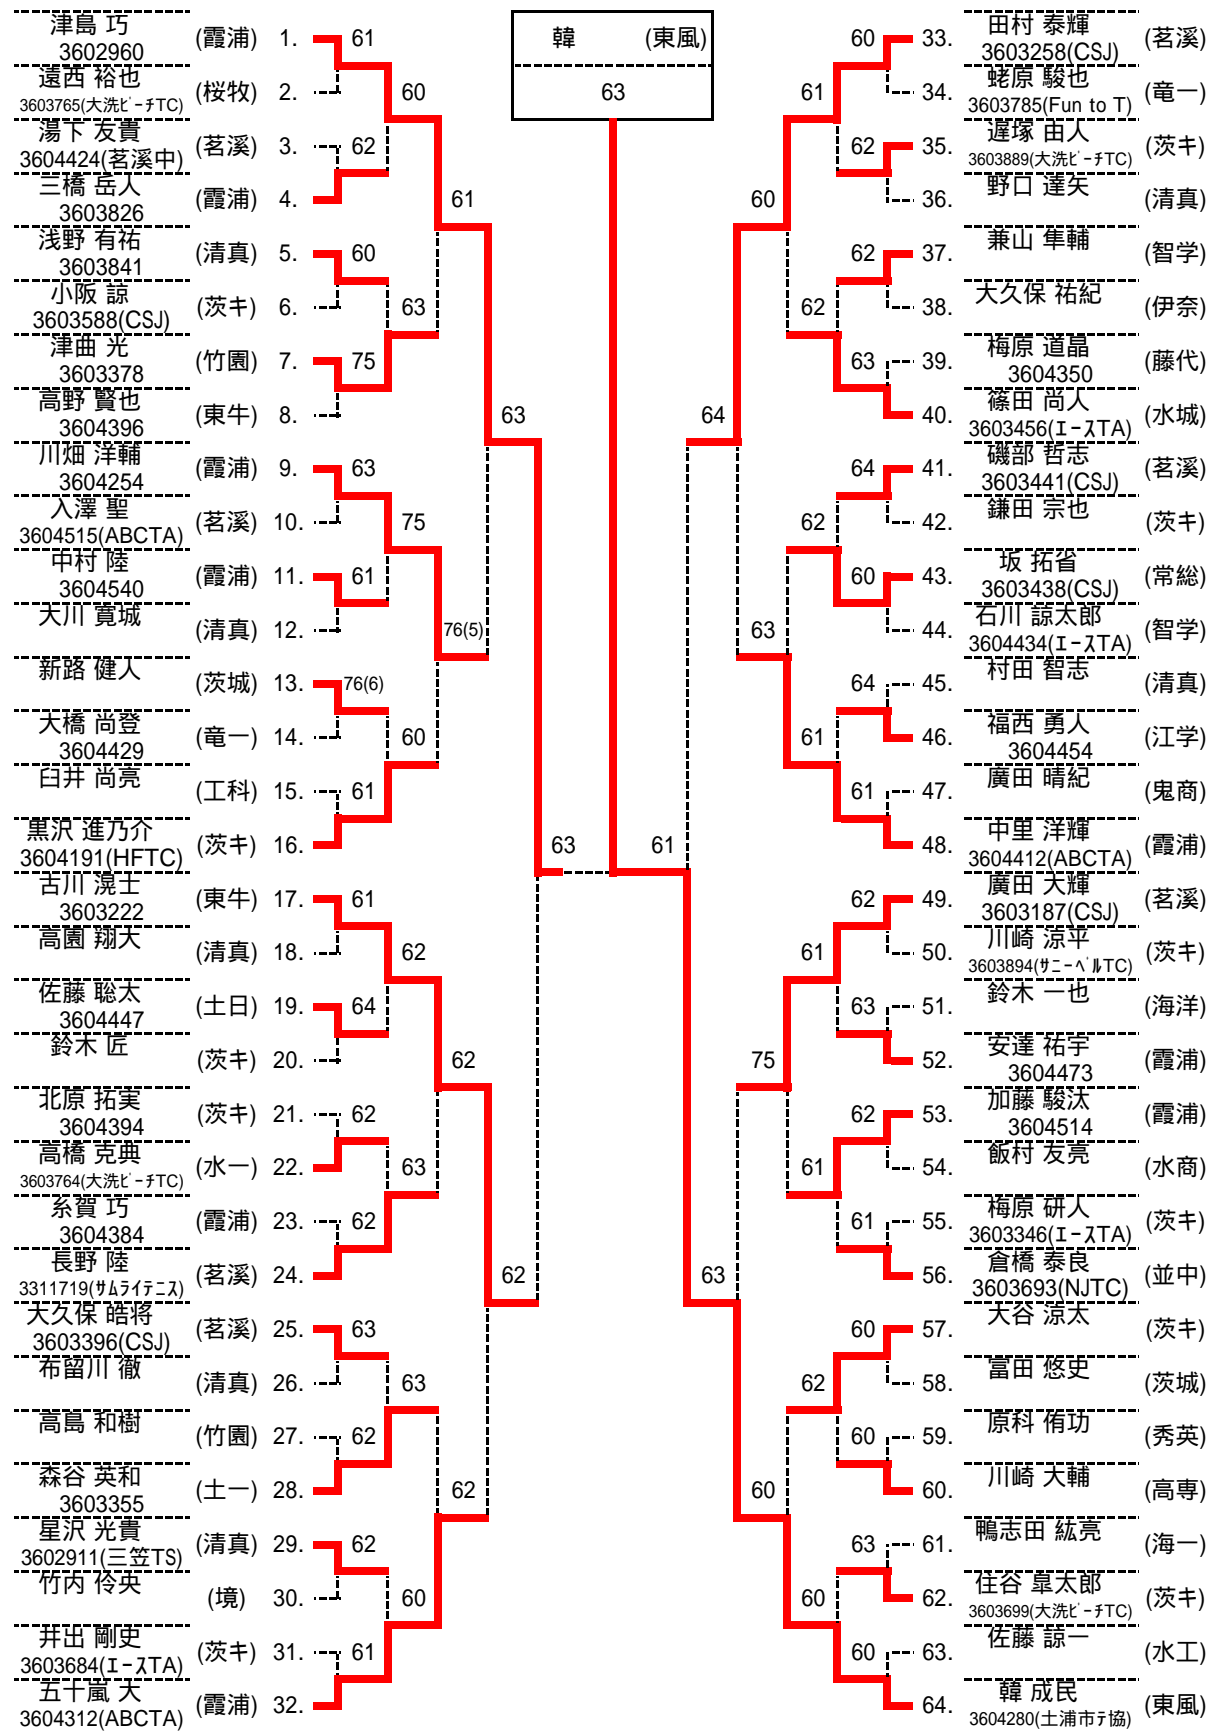 韓 (東風)
63
津島 巧
3602960
(霞浦) 1.
61
遠西 裕也
3603765(大洗ﾋﾞｰﾁTC)
(桜牧) 2.
60
湯下 友貴
3604424(茗溪中)
(茗溪) 3.
62
三橋 岳人
3603826
(霞浦) 4.
61
浅野 有祐
3603841
(清真) 5.
60
小阪 諒
3603588(CSJ)
(茨キ) 6.
63
津曲 光
3603378
(竹園) 7.
75
高野 賢也
3604396
(東牛) 8.
63
川畑 洋輔
3604254
(霞浦) 9.
63
入澤 聖
3604515(ABCTA)
(茗溪) 10.
75
中村 陸
3604540
(霞浦) 11.
61
大川 寛城
(清真) 12.
76(5)
新路 健人
(茨城) 13.
76(6)
大橋 尚登
3604429
(竜一) 14.
60
臼井 尚亮
(工科) 15.
61
黒沢 進乃介
3604191(HFTC)
(茨キ) 16.
63
古川 滉士
3603222
(東牛) 17.
61
高園 翔大
(清真) 18.
62
佐藤 聡太
3604447
(土日) 19.
64
鈴木 匠
(茨キ) 20.
62
北原 拓実
3604394
(茨キ) 21.
62
高橋 克典
3603764(大洗ﾋﾞｰﾁTC)
(水一) 22.
63
糸賀 巧
3604384
(霞浦) 23.
62
長野 陸
3311719(ｻﾑﾗｲﾃﾆｽ)
(茗溪) 24.
62
大久保 皓将
3603396(CSJ)
(茗溪) 25.
63
布留川 徹
(清真) 26.
63
高島 和樹
(竹園) 27.
62
森谷 英和
3603355
(土一) 28.
62
星沢 光貴
3602911(三笠TS)
(清真) 29.
62
竹内 伶央
(境) 30.
60
井出 剛史
3603684(ｴｰｽTA)
(茨キ) 31.
61
五十嵐 大
3604312(ABCTA)
(霞浦) 32.
60
33.
田村 泰輝
3603258(CSJ)
(茗溪)
61
34.
蛯原 駿也
3603785(Fun to T)
(竜一)
62
35.
遅塚 由人
3603889(大洗ﾋﾞｰﾁTC)
(茨キ)
60
36.
野口 達矢
(清真)
62
37.
兼山 隼輔
(智学)
62
38.
大久保 祐紀
(伊奈)
63
39.
梅原 道晶
3604350
(藤代)
64
40.
篠田 尚人
3603456(ｴｰｽTA)
(水城)
64
41.
磯部 哲志
3603441(CSJ)
(茗溪)
62
42.
鎌田 宗也
(茨キ)
60
43.
坂 拓省
3603438(CSJ)
(常総)
63
44.
石川 諒太郎
3604434(ｴｰｽTA)
(智学)
64
45.
村田 智志
(清真)
61
46.
福西 勇人
3604454
(江学)
61
47.
廣田 晴紀
(鬼商)
61
48.
中里 洋輝
3604412(ABCTA)
(霞浦)
62
49.
廣田 大輝
3603187(CSJ)
(茗溪)
61
50.
川崎 涼平
3603894(ｻﾆｰﾍﾞﾙTC)
(茨キ)
63
51.
鈴木 一也
(海洋)
75
52.
安達 祐宇
3604473
(霞浦)
62
53.
加藤 駿汰
3604514
(霞浦)
61
54.
飯村 友亮
(水商)
61
55.
梅原 研人
3603346(ｴｰｽTA)
(茨キ)
63
56.
倉橋 泰良
3603693(NJTC)
(並中)
60
57.
大谷 涼太
(茨キ)
62
58.
富田 悠史
(茨城)
60
59.
原科 侑功
(秀英)
60
60.
川崎 大輔
(高専)
63
61.
鴨志田 紘亮
(海一)
60
62.
住谷 皐太郎
3603699(大洗ﾋﾞｰﾁTC)
(茨キ)
60
63.
佐藤 諒一
(水工)
64.
韓 成民
3604280(土浦市ﾃ協)
(東風)